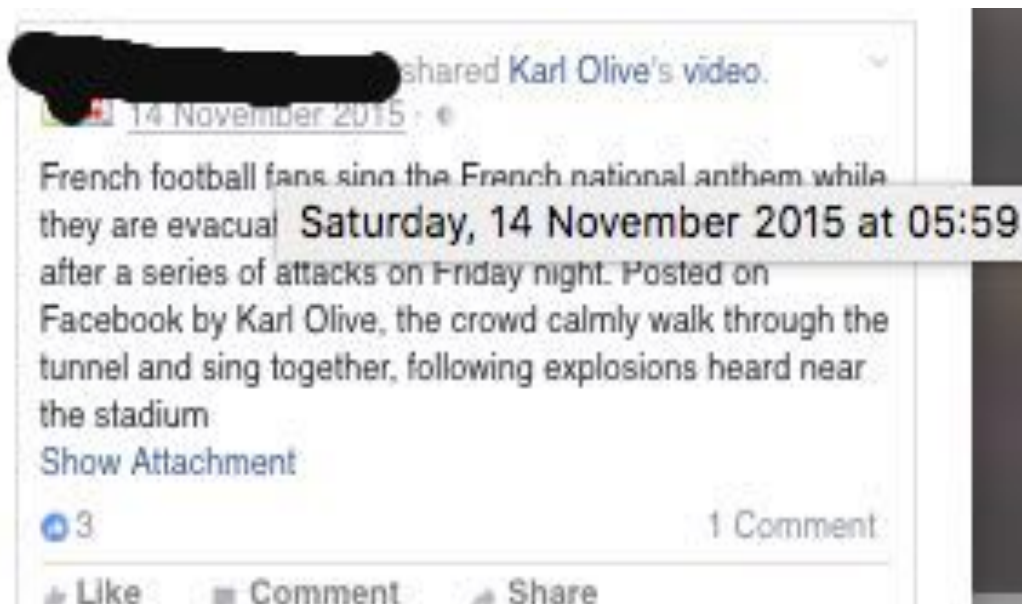 shared Karl Olive's video.
14 November 2015
French football fans sing the French national anthem while
they are evacuat
Saturday, 14 November 2015 at 05:59
after a series of attacks on Friday night. Posted on
Facebook by Karl Olive, the crowd calmly walk through the
tunnel and sing together, following explosions heard near
the stadium
Show Attachment
3 1 Comment
Like Comment Share